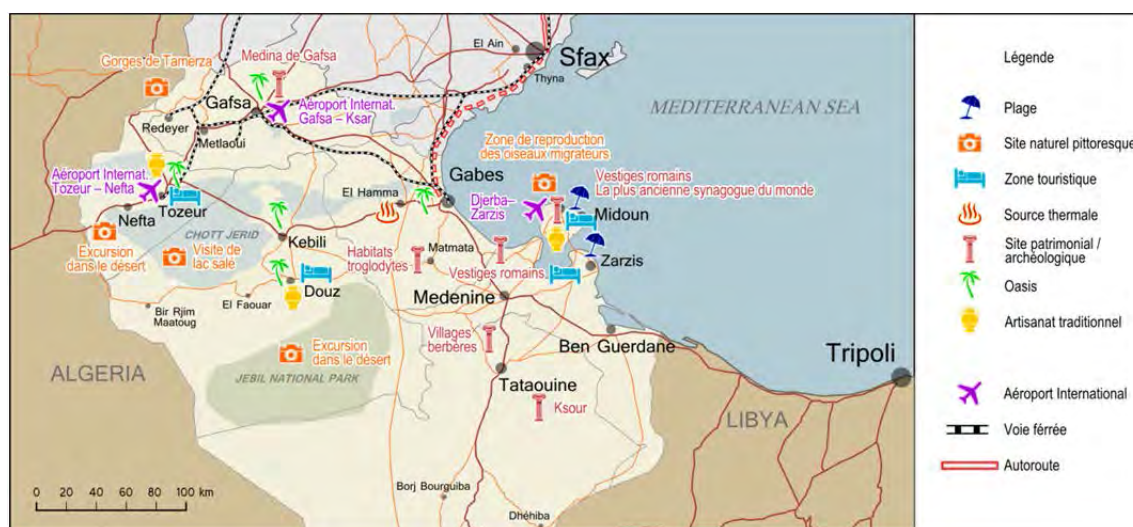 El Ain
Sfax
Thyna
Gorges de Tamerza
Medina de Gafsa
Gafsa
Aéroport Internat.
Gafsa – Ksar
MEDITERRANEAN SEA
Redeyer
Metlaoui
Zone de reproduction
des oiseaux migrateurs
Aéroport Internat.
Tozeur – Nefta
Gabes
El Hamma
Vestiges romains
La plus ancienne synagogue du monde
Djerba–
Zarzis
Midoun
Nefta
Tozeur
CHOTT JERID
Kebili
Matmata
Excursion
dans le désert
Visite de
lac salé
Habitats
troglodytes
Vestiges romains
Zarzis
Douz
Medenine
El Faouar
Bir Rjim
Maatoug
Villages
berbères
Ben Guerdane
Tripoli
Excursion
dans le désert
ALGERIA
JEBIL NATIONAL PARK
Tataouine
Ksour
LIBYA
Borj Bourguiba
Dhéhiba
0 20 40 60 80 100 km
Légende
Plage
Site naturel pittoresque
Zone touristique
Source thermale
Site patrimonial /
archéologique
Oasis
Artisanat traditionnel
Aéroport International
Voie férrée
Autoroute